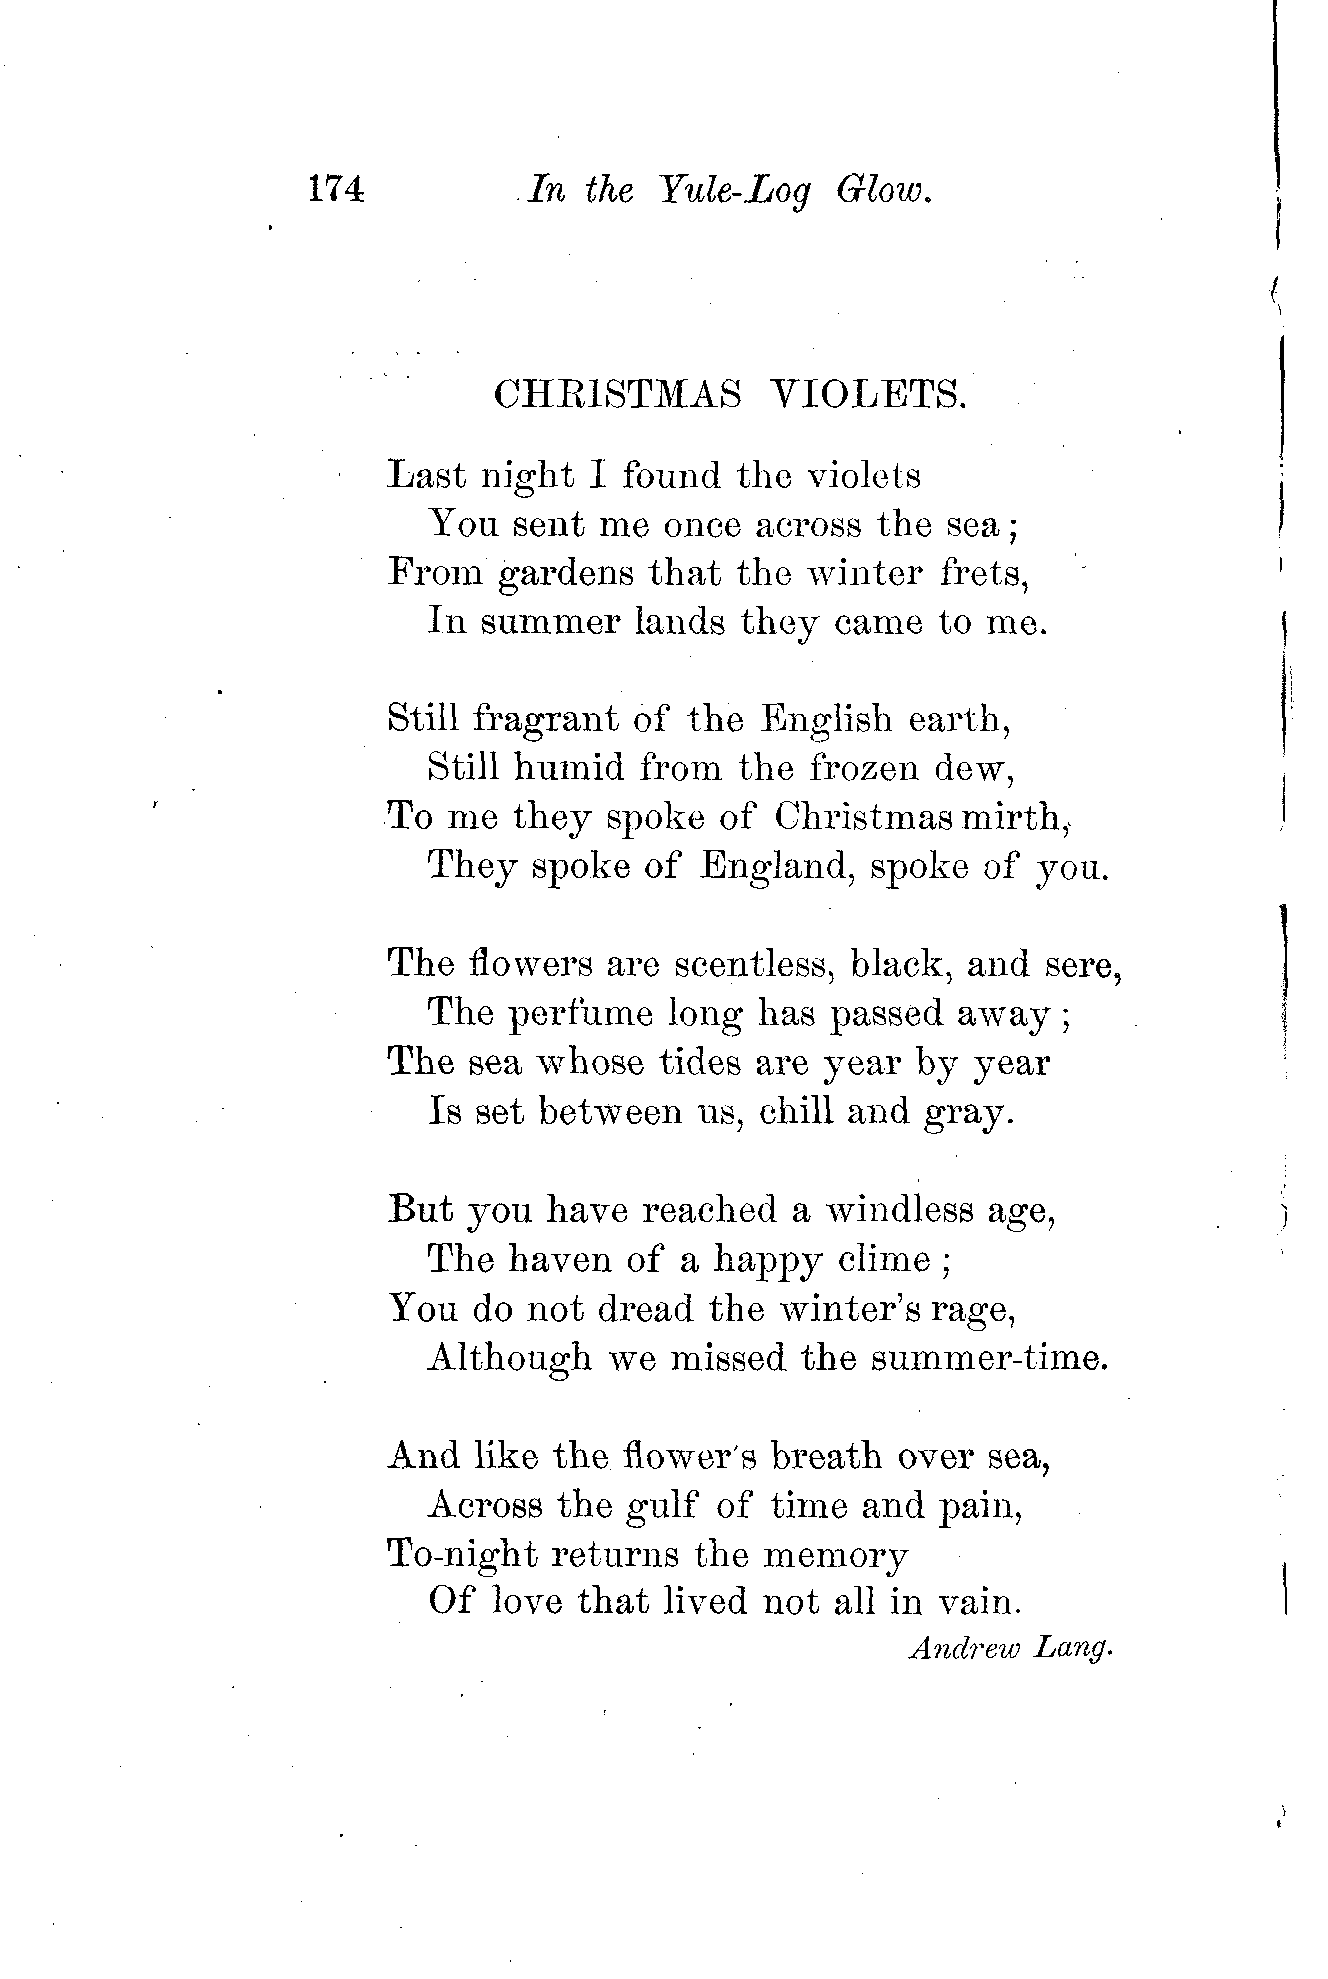 174 In the Yule-Log Glow.
CHRISTMAS VIOLETS.
Last night I found the violets
You sent me once across the sea;
From gardens that the winter frets,
In summer lands they came to me.
Still fragrant of the English earth,
Still humid from the frozen dew,
To me they spoke of Christmas mirth,
They spoke of England, spoke of you.
The flowers are scentless, black, and sere,
The perfume long has passed away;
The sea whose tides are year by year
Is set between us, chill and gray.
But you have reached a windless age,
The haven of a happy clime;
You do not dread the winter's rage,
Although we missed the summer-time.
And like the flower's breath over sea,
Across the gulf of time and pain,
To-night returns the memory
Of love that lived not all in vain.
Andrew Lang.